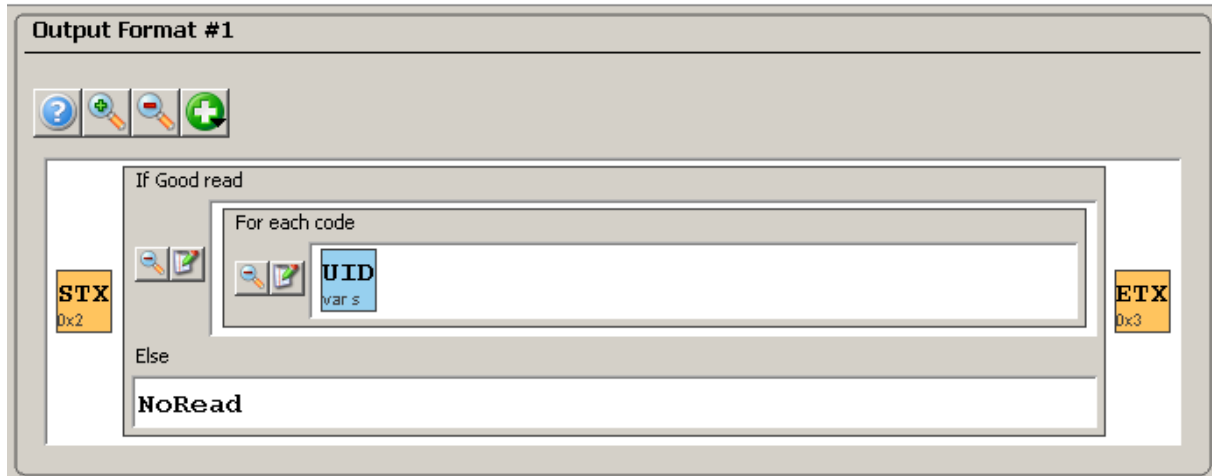 Output Format #1
If Good read
For each code
UID
var s
STX
0x2
ETX
0x3
Else
NoRead